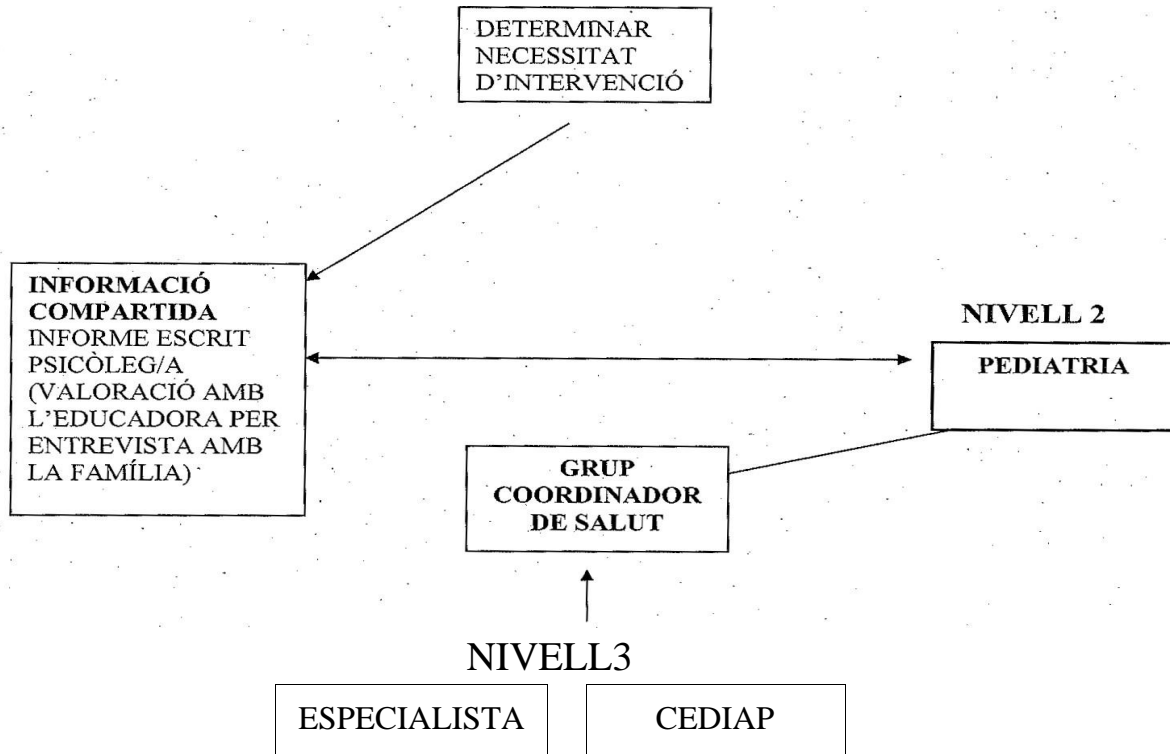 DETERMINAR
NECESSITAT
D'INTERVENCIÓ
INFORMACIÓ
COMPARTIDA
INFORME ESCRIT
PSICÒLEG/A
(VALORACIÓ AMB
L'EDUCADORA PER
ENTREVISTA AMB
LA FAMÍLIA)
NIVELL 2
PEDIATRIA
GRUP
COORDINADOR
DE SALUT
NIVELL3
ESPECIALISTA
CEDIAP